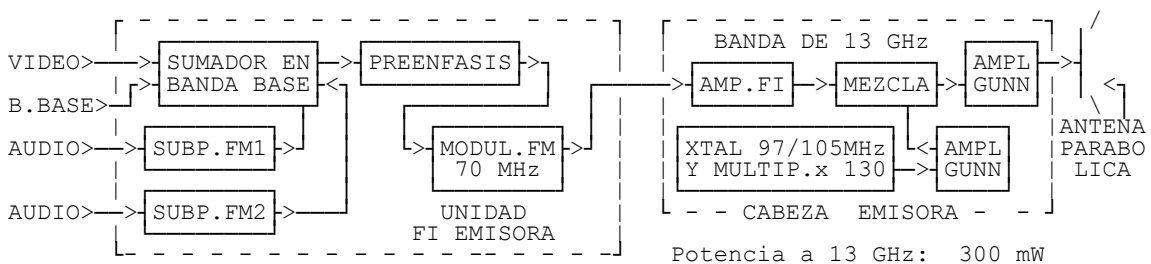 BANDA DE 13 GHz
VIDEO> SUMADOR EN PREENFASIS AMPL
BANDA BASE AMP.FI MEZCLA GUNN
B.BASE>
ANTENA
AUDIO> SUBP.FM1 MODUL.FM XTAL 97/105MHz AMPL PARABO
70 MHz Y MULTIP.x 130 GUNN LICA
AUDIO> SUBP.FM2 UNIDAD CABEZA EMISORA
FI EMISORA
Potencia a 13 GHz: 300 mW